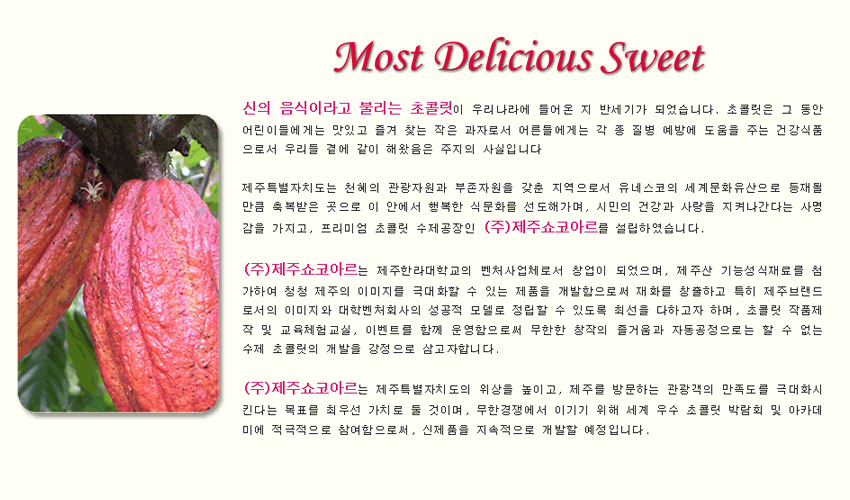 Most Delicious Sweet
신의 음식이라고 불리는 초콜릿이 우리나라에 들어온 지 반세기가 되었습니다. 초콜릿은 그 동안
어린이들에게는 맛있고 즐겨 찾는 작은 과자로서 어른들에게는 각 종 질병 예방에 도움을 주는 건강식품
으로서 우리들 곁에 같이 해왔음은 주지의 사실입니다
제주특별자치도는 천혜의 관광자원과 부존자원을 갖춘 지역으로서 유네스코의 세계문화유산으로 등재될
만큼 축복받은 곳으로 이 안에서 행복한 식문화를 선도해가며, 시민의 건강과 사랑을 지켜나간다는 사명
감을 가지고, 프리미엄 초콜릿 수제공장인 (주)제주쇼코아르를 설립하였습니다.
(주)제주쇼코아르는 제주한라대학교의 벤처사업체로서 창업이 되었으며, 제주산 기능성식재료를 첨
가하여 청청 제주의 이미지를 극대화할 수 있는 제품을 개발함으로써 재화를 창출하고 특히 제주브랜드
로서의 이미지와 대학벤처회사의 성공적 모델로 정립할 수 있도록 최선을 다하고자 하며, 초콜릿 작품제
작 및 교육체험교실, 이벤트를 함께 운영함으로써 무한한 창작의 즐거움과 자동공정으로는 할 수 없는
수제 초콜릿의 개발을 강정으로 삼고자합니다.
(주)제주쇼코아르는 제주특별자치도의 위상을 높이고, 제주를 방문하는 관광객의 만족도를 극대화시
킨다는 목표를 최우선 가치로 둘 것이며, 무한경쟁에서 이기기 위해 세계 우수 초콜릿 박람회 및 아카데
미에 적극적으로 참여함으로써, 신제품을 지속적으로 개발할 예정입니다.